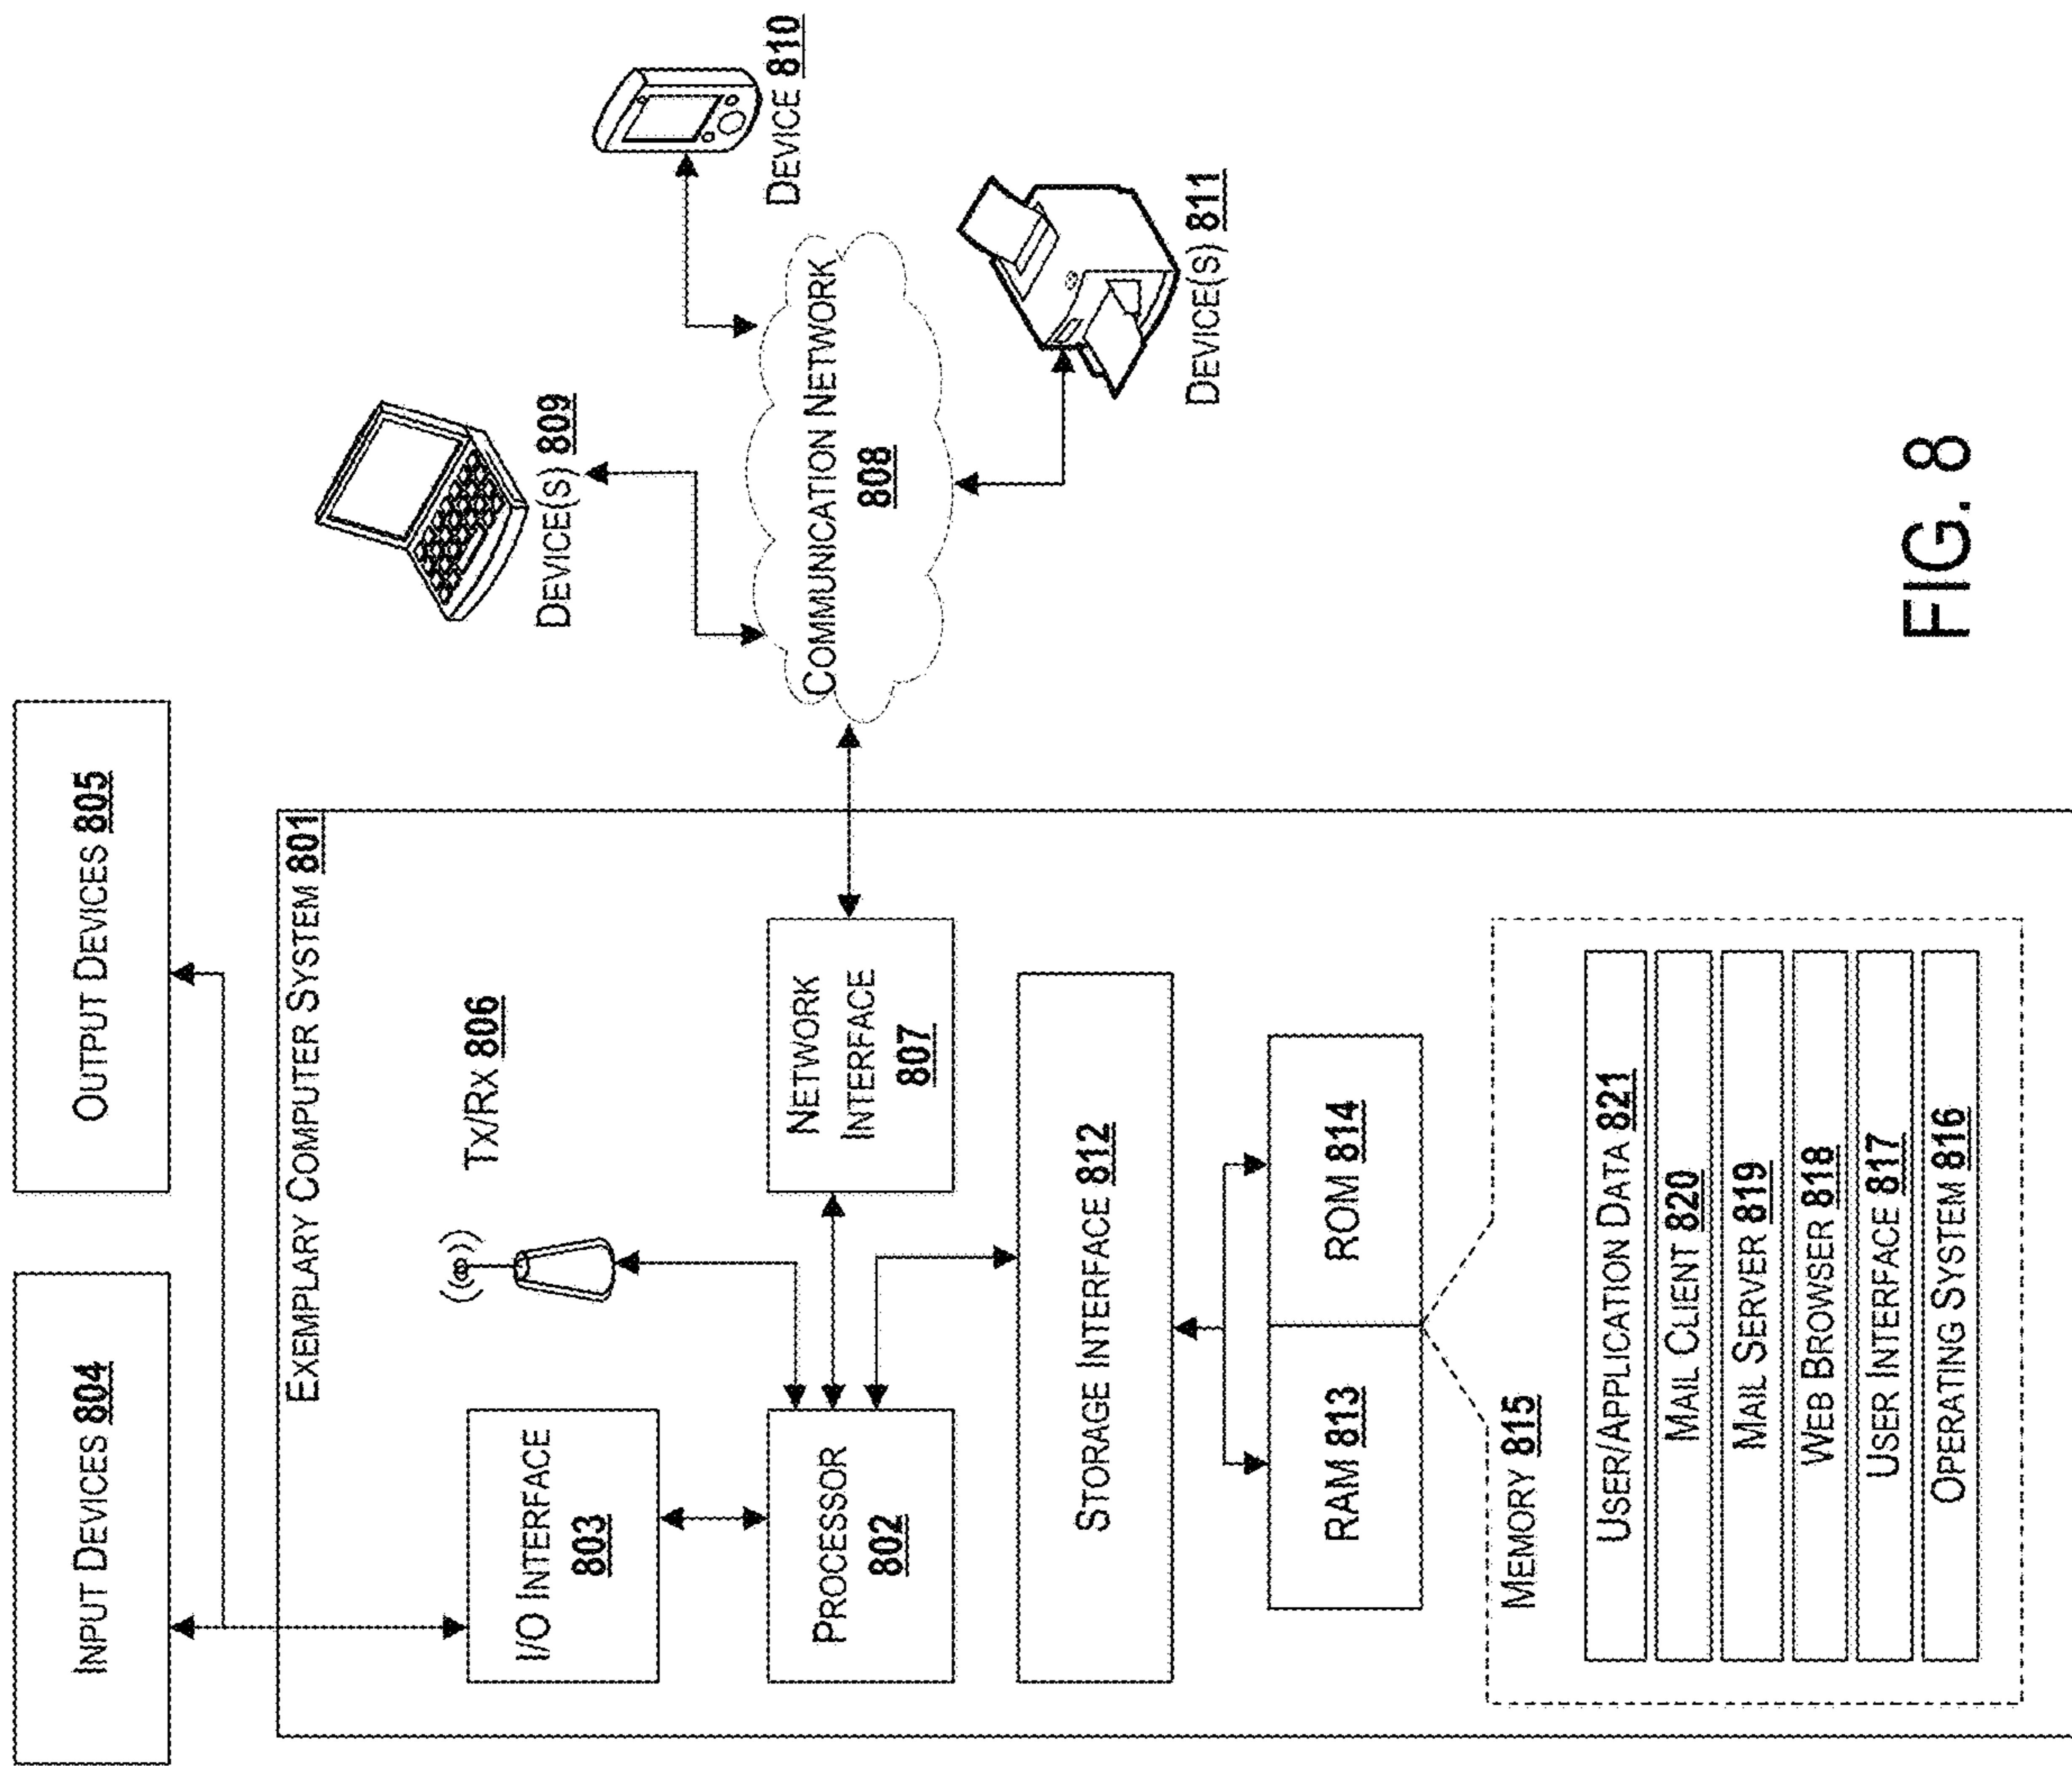 INPUT DEVICES 804
OUTPUT DEVICES 805
EXEMPLARY COMPUTER SYSTEM 801
I/O INTERFACE
803
TX/RX 806
PROCESSOR
802
NETWORK
INTERFACE
807
STORAGE INTERFACE 812
RAM 813
ROM 814
MEMORY 815
USER/APPLICATION DATA 821
MAIL CLIENT 820
MAIL SERVER 819
WEB BROWSER 818
USER INTERFACE 817
OPERATING SYSTEM 816
DEVICE(S) 809
DEVICE 810
COMMUNICATION NETWORK
808
DEVICE(S) 811
FIG. 8